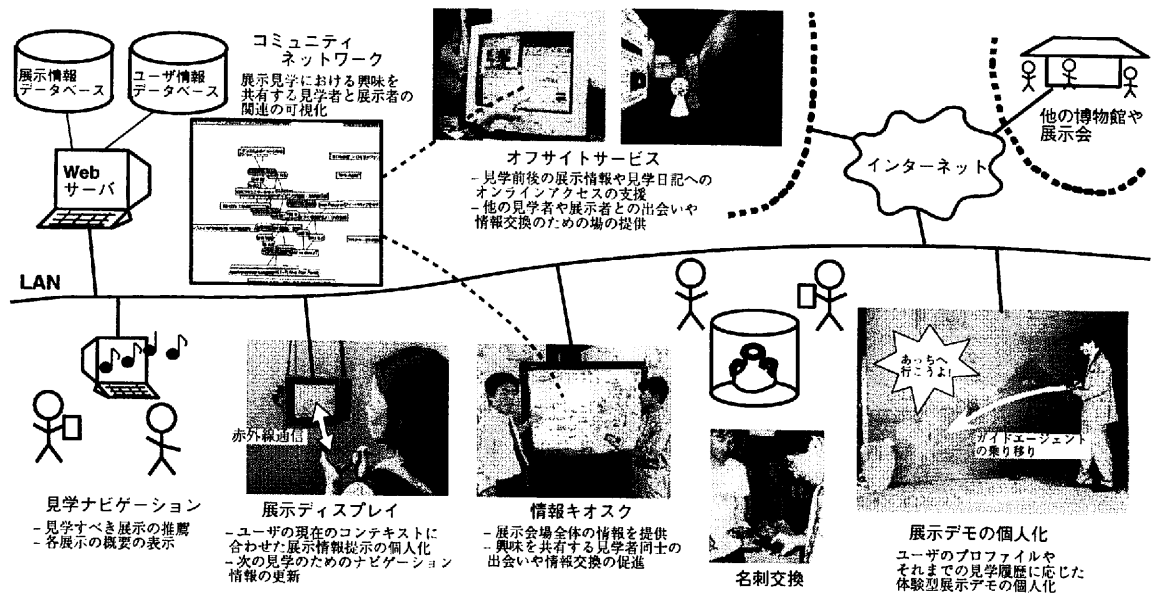 展示情報
データベース
ユーザ情報
データベース
コミュニティ
ネットワーク
展示見学における興味を
共有する見学者と展示者の
関連の可視化
Web
サーバ
オフサイトサービス
- 見学前後の展示情報や見学日記への
オンラインアクセスの支援
- 他の見学者や展示者との出会いや
情報交換のための場の提供
インターネット
他の博物館や
展示会
LAN
赤外線通信
あっちへ
行こうよ!
ガイドエージェント
の乗り移り
見学ナビゲーション
- 見学すべき展示の推薦
- 各展示の概要の表示
展示ディスプレイ
- ユーザの現在のコンテキストに
合わせた展示情報提示の個人化
- 次の見学のためのナビゲーション
情報の更新
情報キオスク
- 展示会場全体の情報を提供
- 興味を共有する見学者同士の
出会いや情報交換の促進
名刺交換
展示デモの個人化
ユーザのプロファイルや
それまでの見学履歴に応じた
体験型展示デモの個人化